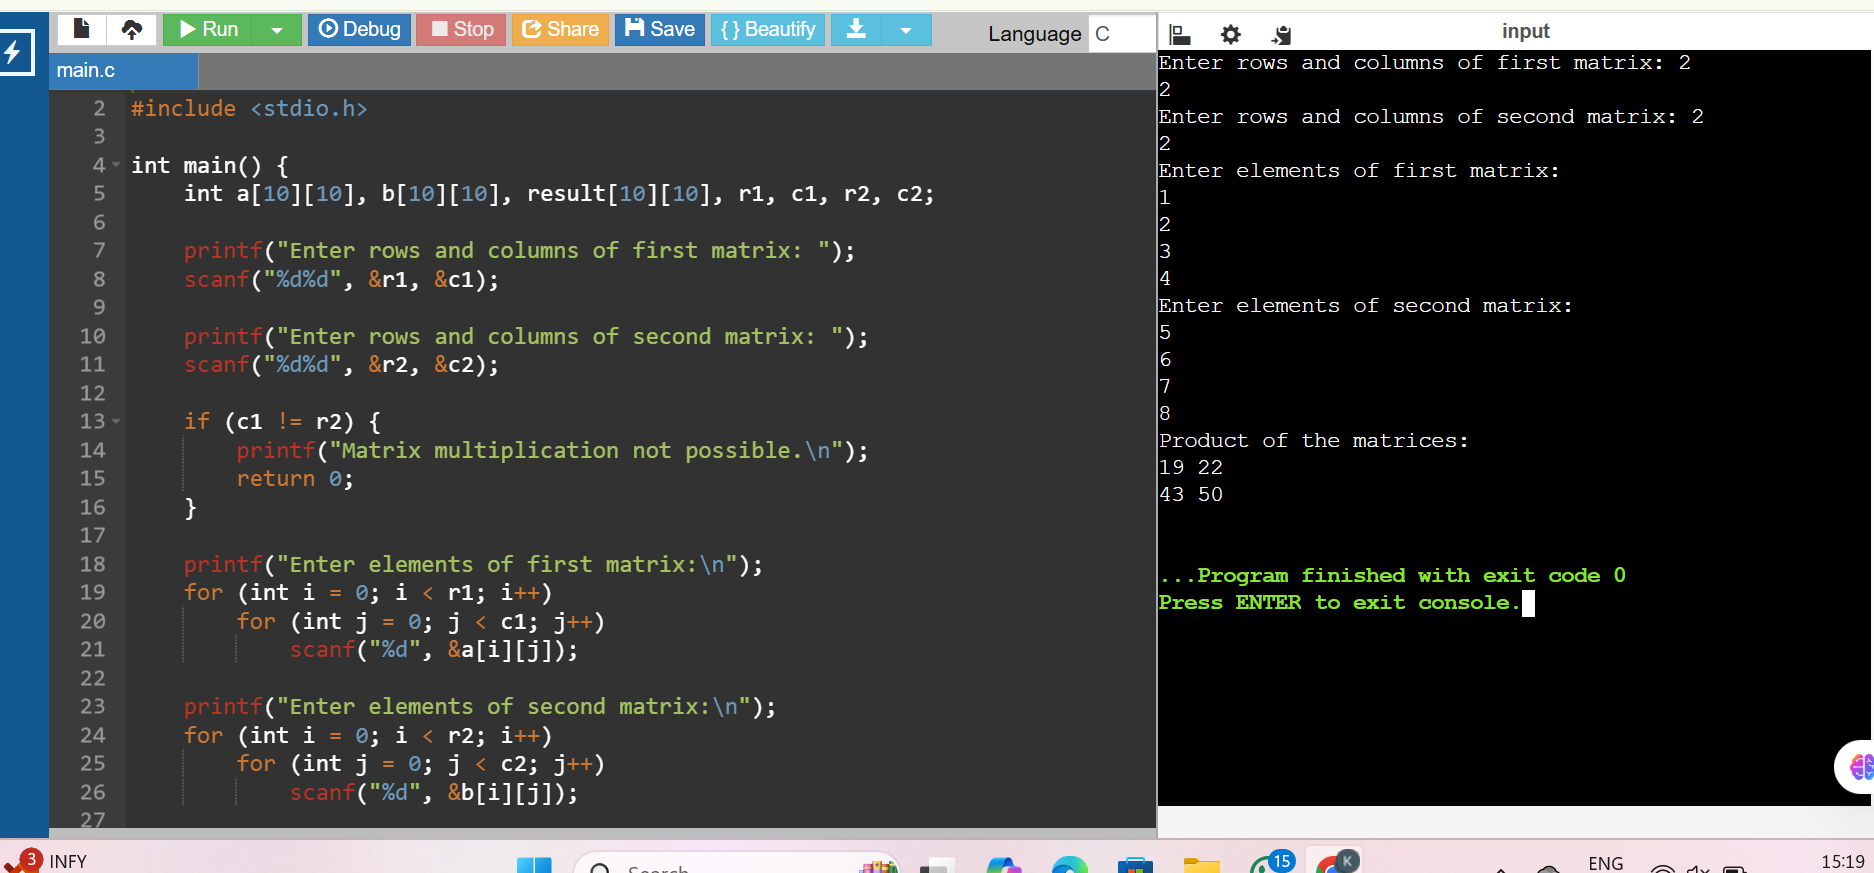 Run
Debug
Stop
Share
Save
{ } Beautify
Language C
main.c
2 #include <stdio.h>
3
4 int main() {
5 int a[10][10], b[10][10], result[10][10], r1, c1, r2, c2;
6
7 printf("Enter rows and columns of first matrix: ");
8 scanf("%d%d", &r1, &c1);
9
10 printf("Enter rows and columns of second matrix: ");
11 scanf("%d%d", &r2, &c2);
12
13 if (c1 != r2) {
14 printf("Matrix multiplication not possible.\n");
15 return 0;
16 }
17
18 printf("Enter elements of first matrix:\n");
19 for (int i = 0; i < r1; i++)
20 for (int j = 0; j < c1; j++)
21 scanf("%d", &a[i][j]);
22
23 printf("Enter elements of second matrix:\n");
24 for (int i = 0; i < r2; i++)
25 for (int j = 0; j < c2; j++)
26 scanf("%d", &b[i][j]);
27
input
Enter rows and columns of first matrix: 2
2
Enter rows and columns of second matrix: 2
2
Enter elements of first matrix:
1
2
3
4
Enter elements of second matrix:
5
6
7
8
Product of the matrices:
19 22
43 50
...Program finished with exit code 0
Press ENTER to exit console.
3 INFY
Search
15
K
ENG
15:19